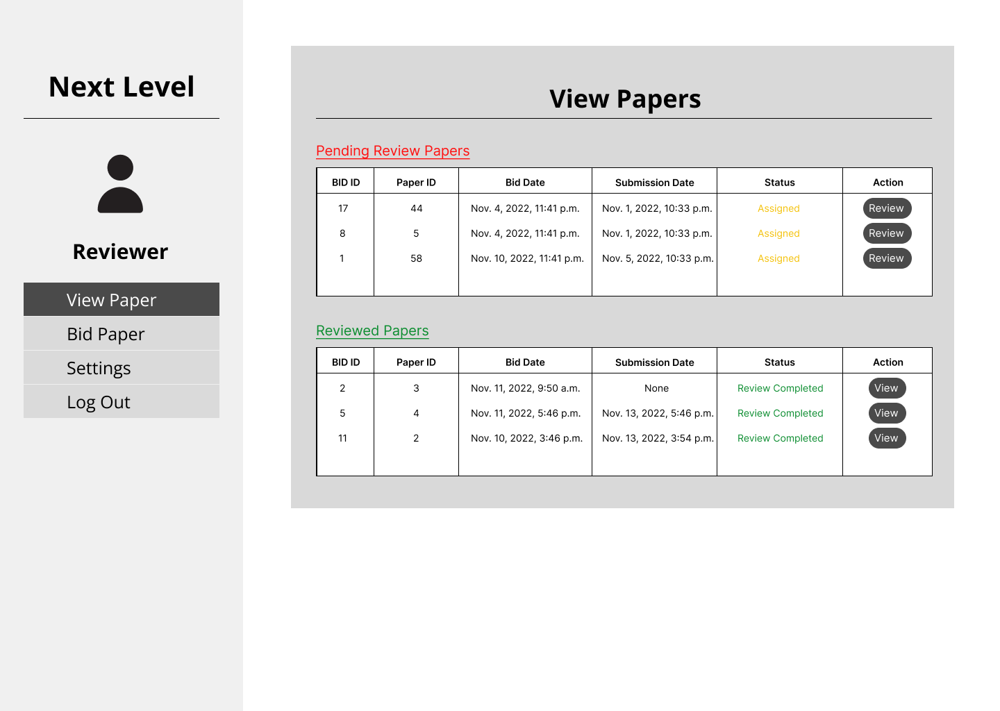 Next Level
Reviewer
View Paper
Bid Paper
Settings
Log Out
View Papers
Pending Review Papers
BID ID Paper ID Bid Date Submission Date Status Action
17 44 Nov. 4, 2022, 11:41 p.m. Nov. 1, 2022, 10:33 p.m. Assigned Review
8 5 Nov. 4, 2022, 11:41 p.m. Nov. 1, 2022, 10:33 p.m. Assigned Review
1 58 Nov. 10, 2022, 11:41 p.m. Nov. 5, 2022, 10:33 p.m. Assigned Review
Reviewed Papers
BID ID Paper ID Bid Date Submission Date Status Action
2 3 Nov. 11, 2022, 9:50 a.m. None Review Completed View
5 4 Nov. 11, 2022, 5:46 p.m. Nov. 13, 2022, 5:46 p.m. Review Completed View
11 2 Nov. 10, 2022, 3:46 p.m. Nov. 13, 2022, 3:54 p.m. Review Completed View